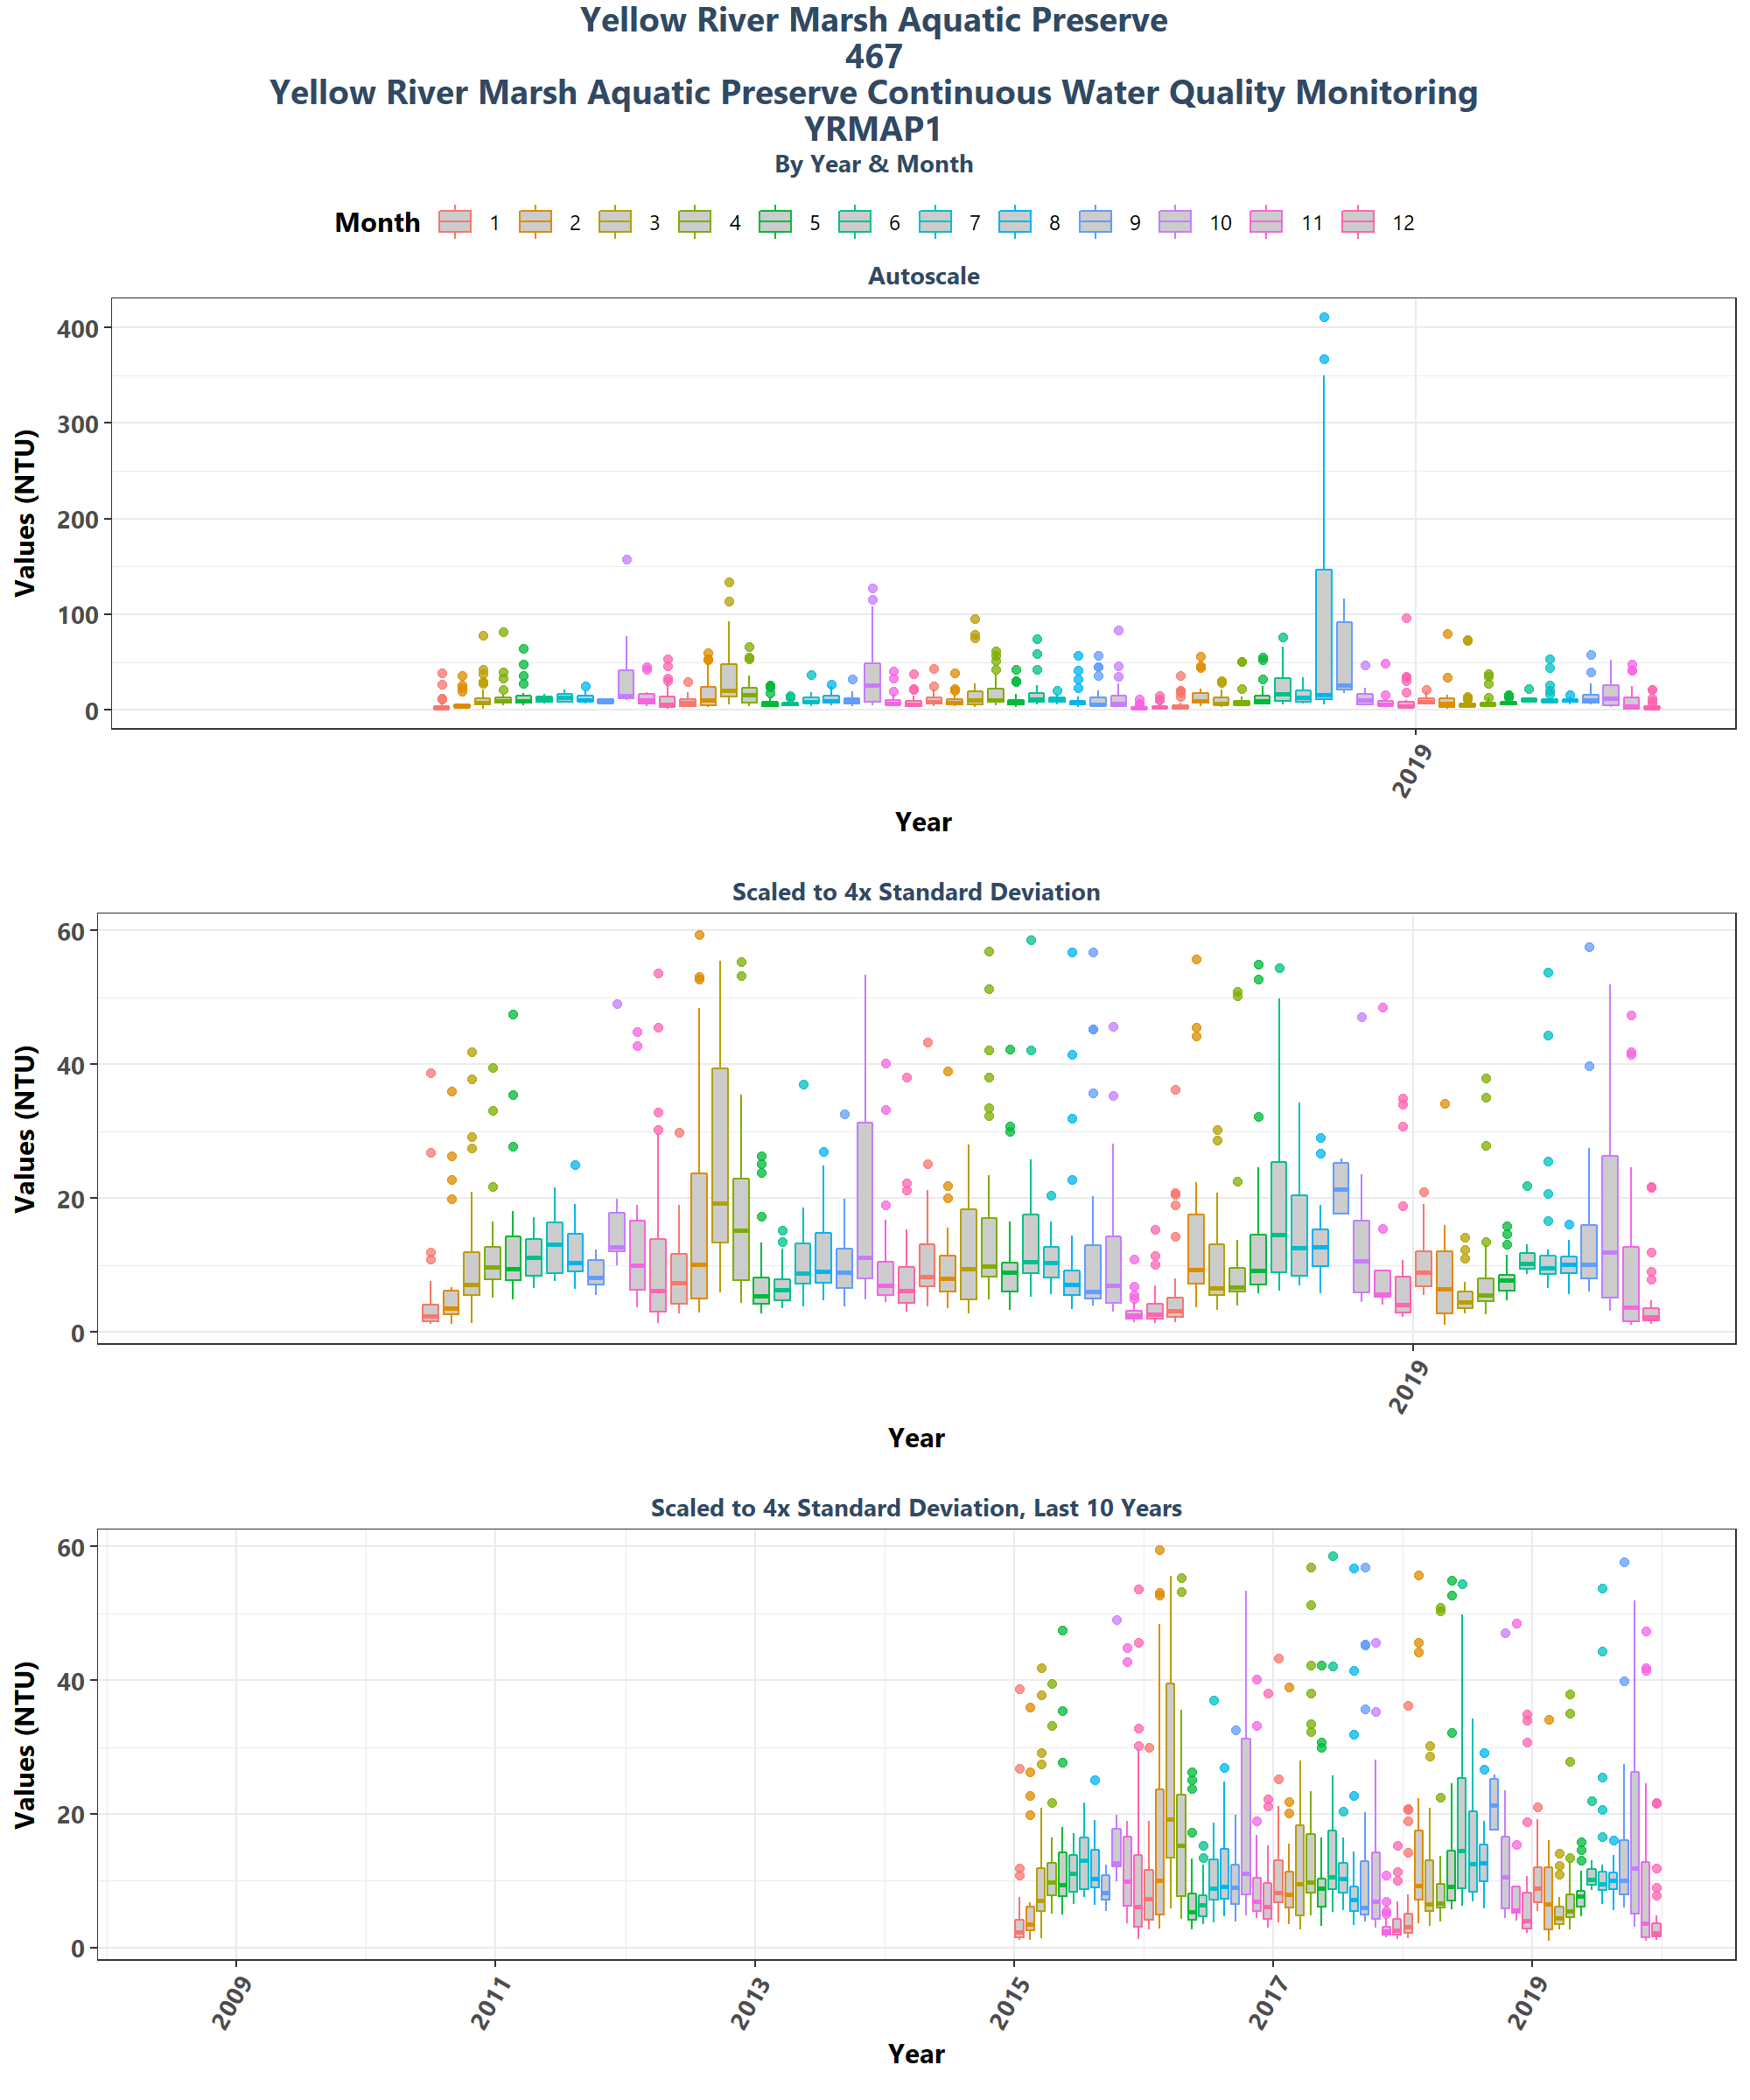 Yellow River Marsh Aquatic Preserve
467
Yellow River Marsh Aquatic Preserve Continuous Water Quality Monitoring
YRMAP1
By Year & Month
Month 1 2 3 4 5 6 7 8 9 10 11 12
Autoscale
Values (NTU)
400
300
200
100
0
2019
Year
Scaled to 4x Standard Deviation
Values (NTU)
60
40
20
0
2019
Year
Scaled to 4x Standard Deviation, Last 10 Years
Values (NTU)
60
40
20
0
2009 2011 2013 2015 2017 2019
Year